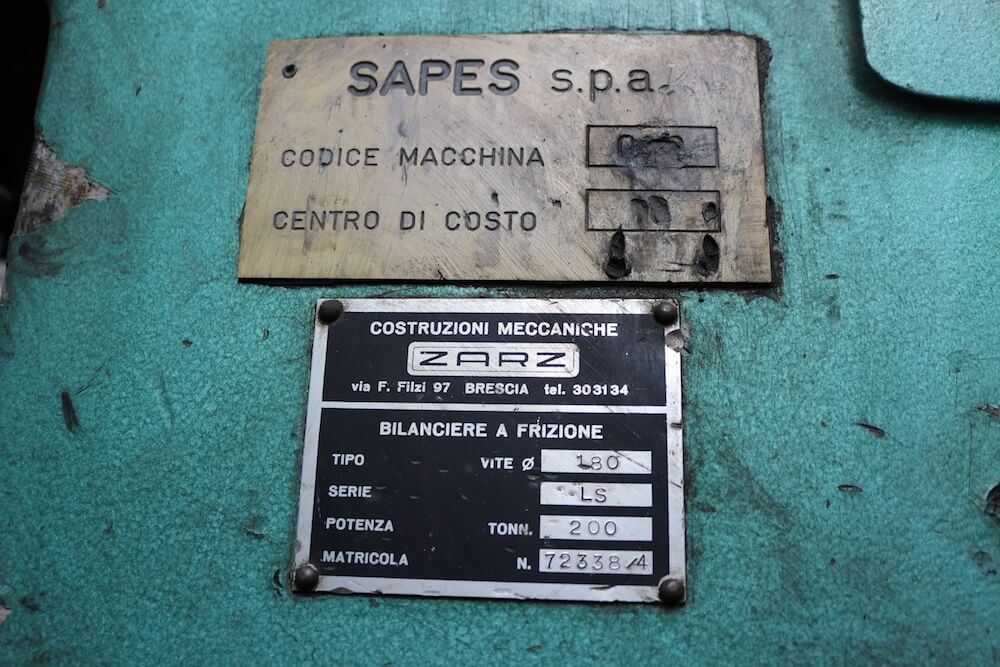 SAPES s.p.a.
CODICE MACCHINA
CENTRO DI COSTO
COSTRUZIONI MECCANICHE
ZARZ
via F. Filzi 97 BRESCIA tel. 303134
BILANCIERE A FRIZIONE
TIPO VITE Ø 180
SERIE LS
POTENZA TONN. 200
MATRICOLA N. 72338/4